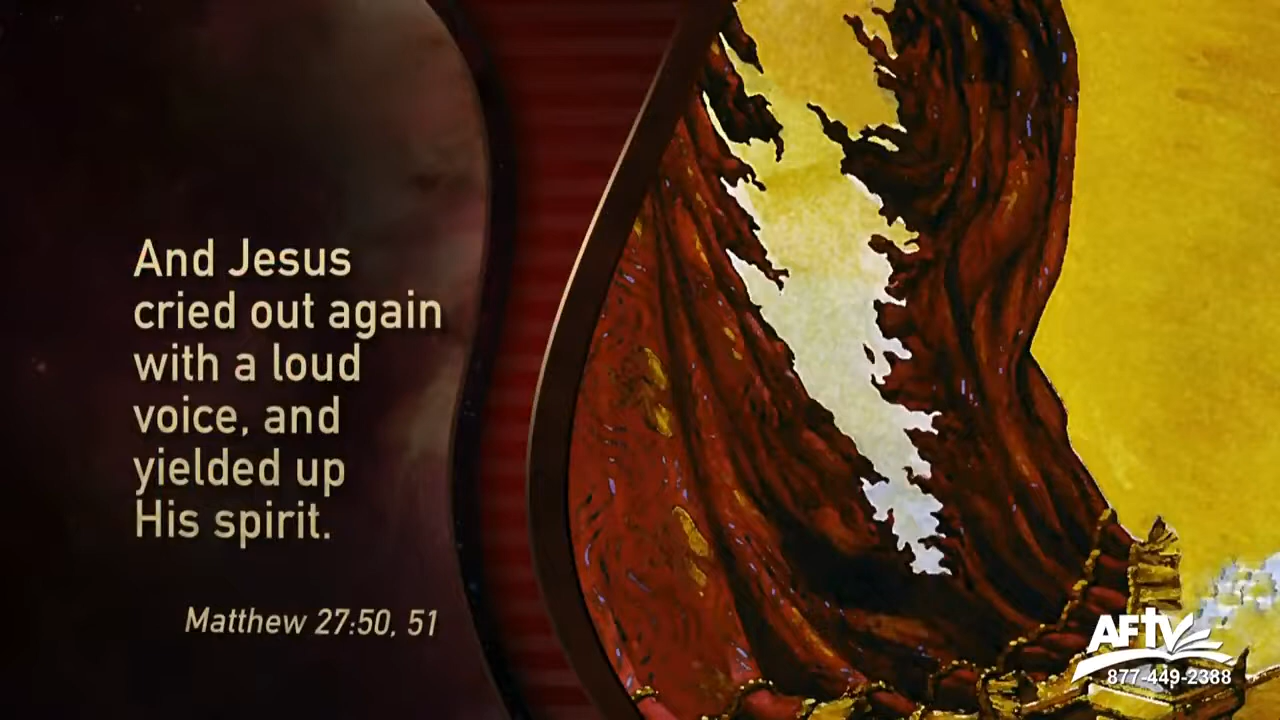 And Jesus
cried out again
with a loud
voice, and
yielded up
His spirit.
Matthew 27:50, 51
AFTV
877-449-2388